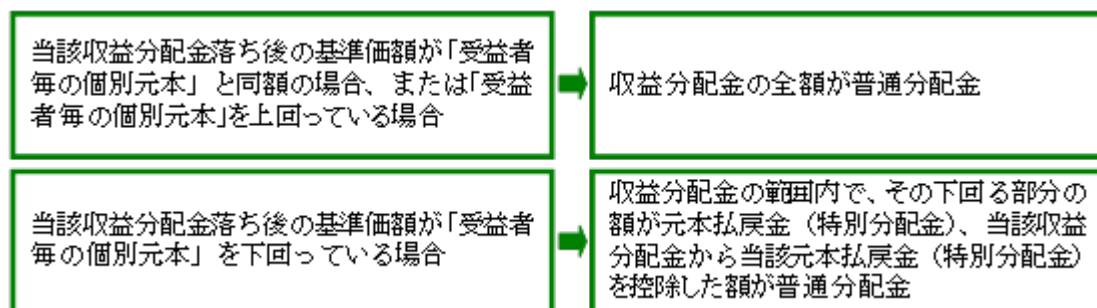 当該収益分配金落ち後の基準価額が「受益者
毎の個別元本」と同額の場合、または「受益
者毎の個別元本」を上回っている場合
収益分配金の全額が普通分配金
当該収益分配金落ち後の基準価額が「受益者
毎の個別元本」を下回っている場合
収益分配金の範囲内で、その下回る部分の
額が元本払戻金（特別分配金）、当該収益
分配金から当該元本払戻金（特別分配金）
を控除した額が普通分配金